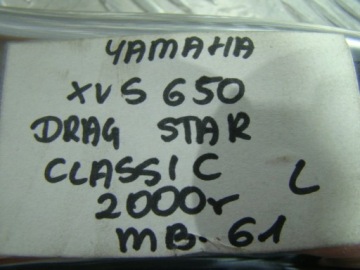 YAMAHA
XVS 650
DRAG STAR
CLASSIC L
2000r
MB. 61